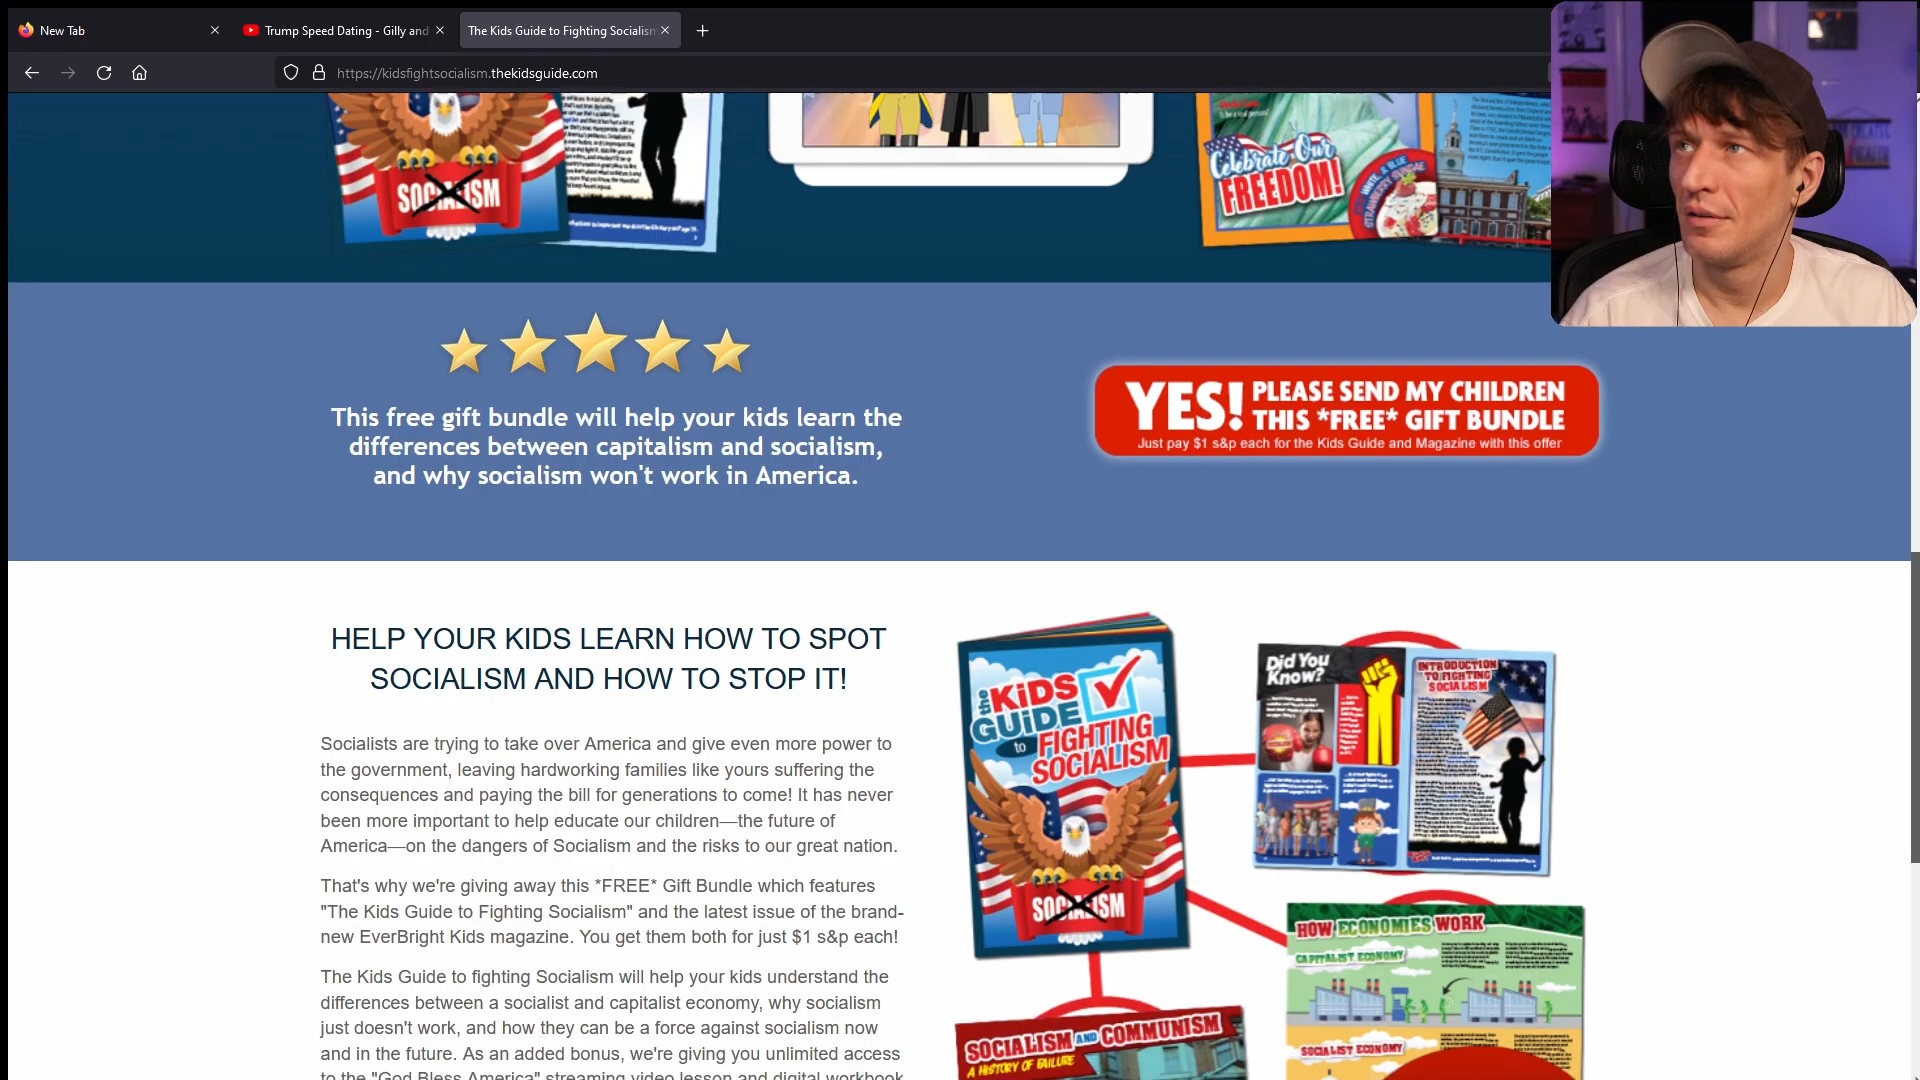 New Tab
Trump Speed Dating - Gilly and
The Kids Guide to Fighting Socialism
https://kidsfightsocialism.thekidsguide.com
SOCIALISM
Celebrate Our
FREEDOM!
This free gift bundle will help your kids learn the
differences between capitalism and socialism,
and why socialism won't work in America.
YES! PLEASE SEND MY CHILDREN
THIS *FREE* GIFT BUNDLE
Just pay $1 s&p each for the Kids Guide and Magazine with this offer
HELP YOUR KIDS LEARN HOW TO SPOT
SOCIALISM AND HOW TO STOP IT!
Socialists are trying to take over America and give even more power to
the government, leaving hardworking families like yours suffering the
consequences and paying the bill for generations to come! It has never
been more important to help educate our children—the future of
America—on the dangers of Socialism and the risks to our great nation.
That's why we're giving away this *FREE* Gift Bundle which features
"The Kids Guide to Fighting Socialism" and the latest issue of the brand-
new EverBright Kids magazine. You get them both for just $1 s&p each!
The Kids Guide to fighting Socialism will help your kids understand the
differences between a socialist and capitalist economy, why socialism
just doesn't work, and how they can be a force against socialism now
and in the future. As an added bonus, we're giving you unlimited access
to the "God Bless America" streaming video lesson and digital workbook
the KiDS
GUiDE
to FIGHTING
SOCIALISM
SOCIALISM
Did You
Know?
INTRODUCTION
TO FIGHTING
SOCIALISM
HOW ECONOMIES WORK
CAPITALIST ECONOMY
SOCIALIST ECONOMY
SOCIALISM AND COMMUNISM
A HISTORY OF FAILURE